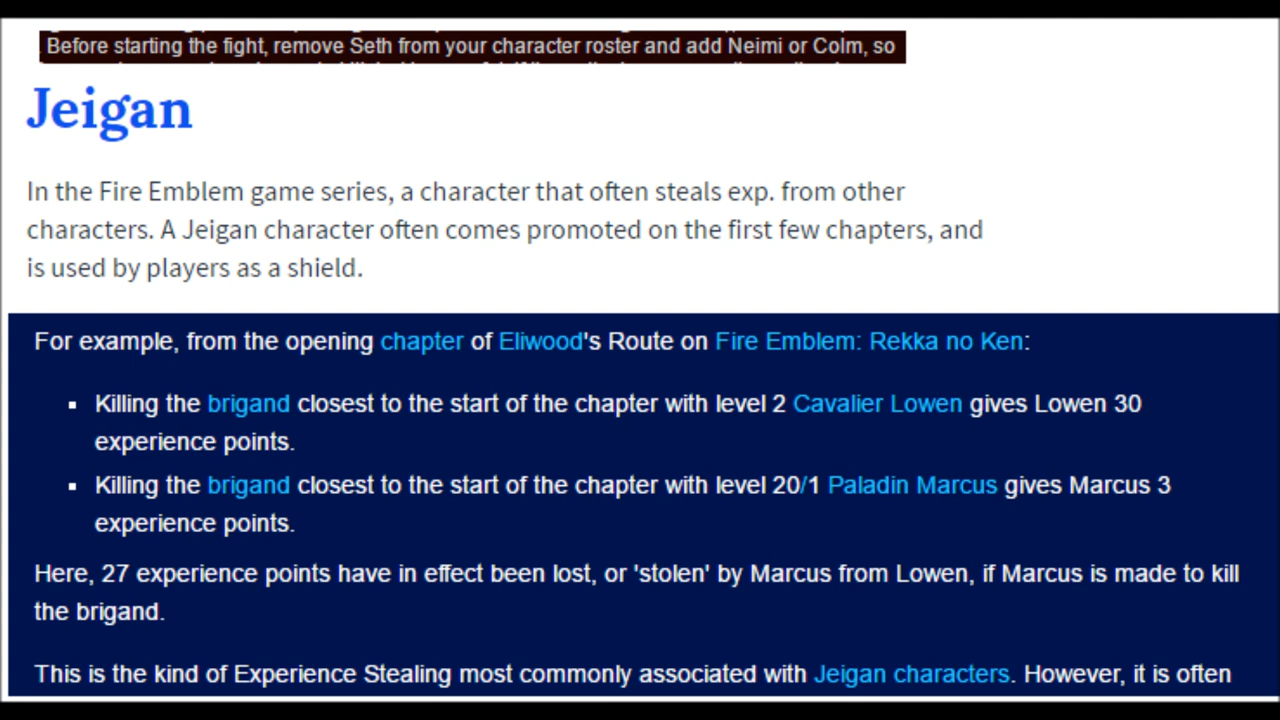 Before starting the fight, remove Seth from your character roster and add Neimi or Colm, so
Jeigan
In the Fire Emblem game series, a character that often steals exp. from other
characters. A Jeigan character often comes promoted on the first few chapters, and
is used by players as a shield.
For example, from the opening chapter of Eliwood's Route on Fire Emblem: Rekka no Ken:
▪ Killing the brigand closest to the start of the chapter with level 2 Cavalier Lowen gives Lowen 30
experience points.
▪ Killing the brigand closest to the start of the chapter with level 20/1 Paladin Marcus gives Marcus 3
experience points.
Here, 27 experience points have in effect been lost, or 'stolen' by Marcus from Lowen, if Marcus is made to kill
the brigand.
This is the kind of Experience Stealing most commonly associated with Jeigan characters. However, it is often